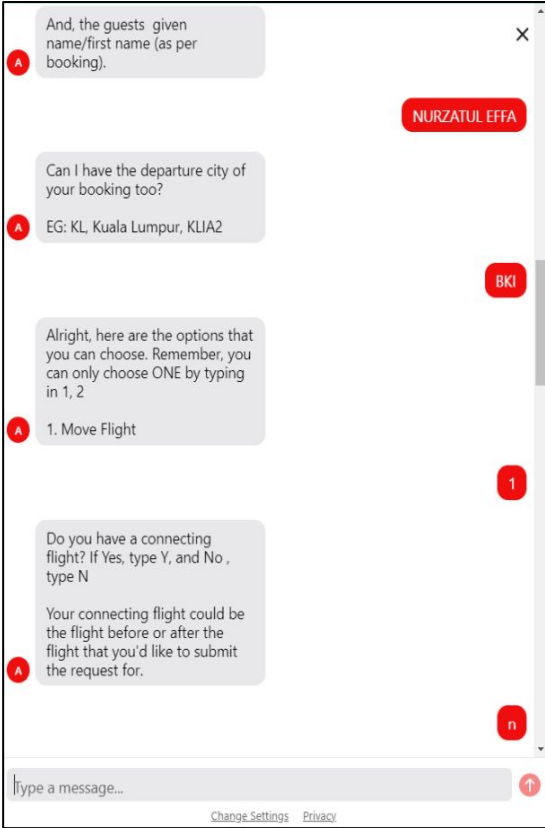 And, the guests given
name/first name (as per
booking).
A
NURZATUL EFFA
Can I have the departure city of
your booking too?
EG: KL, Kuala Lumpur, KLIA2
A
BKI
Alright, here are the options that
you can choose. Remember, you
can only choose ONE by typing
in 1, 2
1. Move Flight
A
1
Do you have a connecting
flight? If Yes, type Y, and No ,
type N
Your connecting flight could be
the flight before or after the
flight that you'd like to submit
the request for.
A
n
Type a message...
Change Settings Privacy